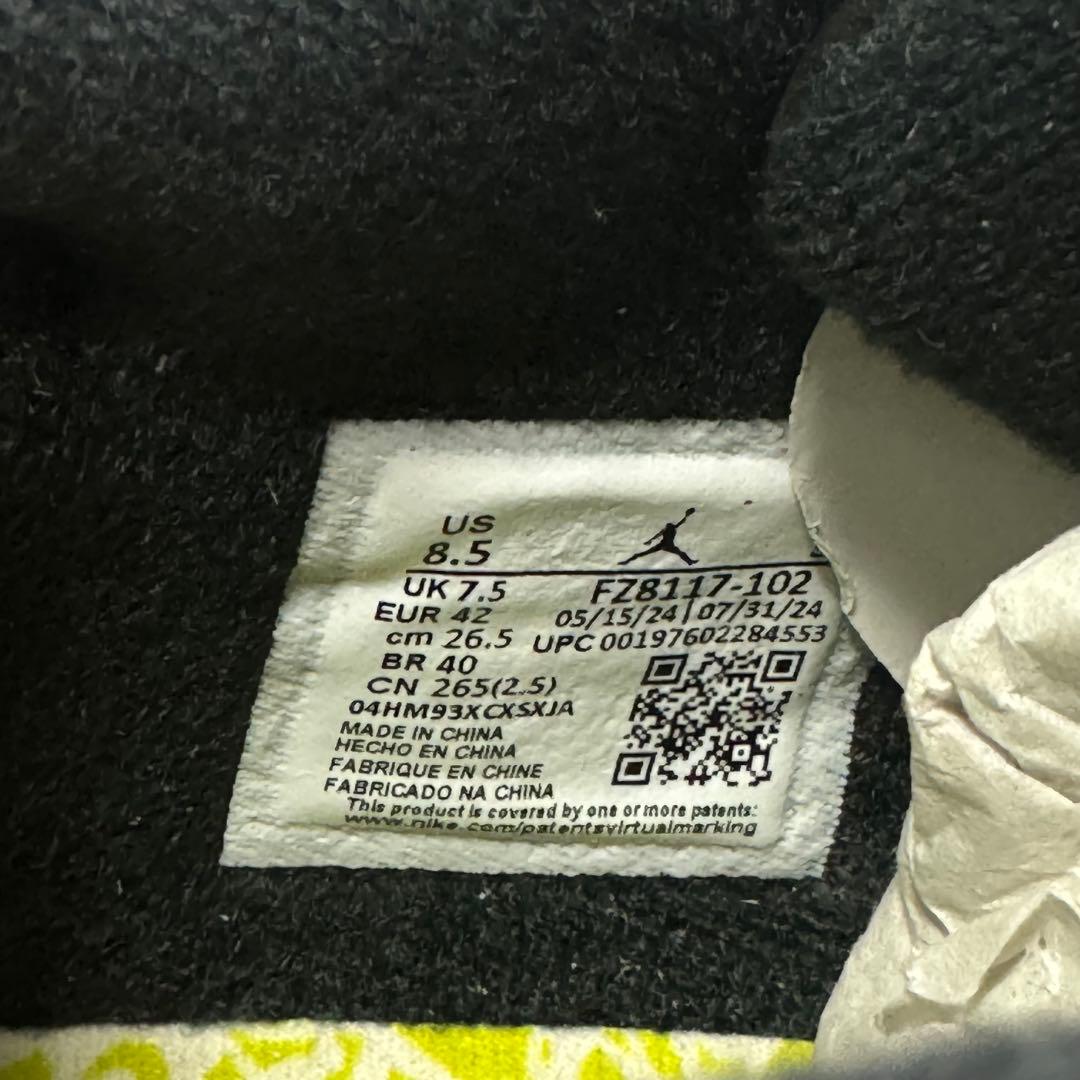 US
8.5
UK 7.5
EUR 42
cm 26.5
BR 40
CN 265(2.5)
04HM93XCXSXJA
FZ8117-102
05/15/24|07/31/24
UPC 00197602284553
MADE IN CHINA
HECHO EN CHINA
FABRIQUE EN CHINE
FABRICADO NA CHINA
This product is covered by one or more patents:
www.nike.com/patentsvirtualmarking